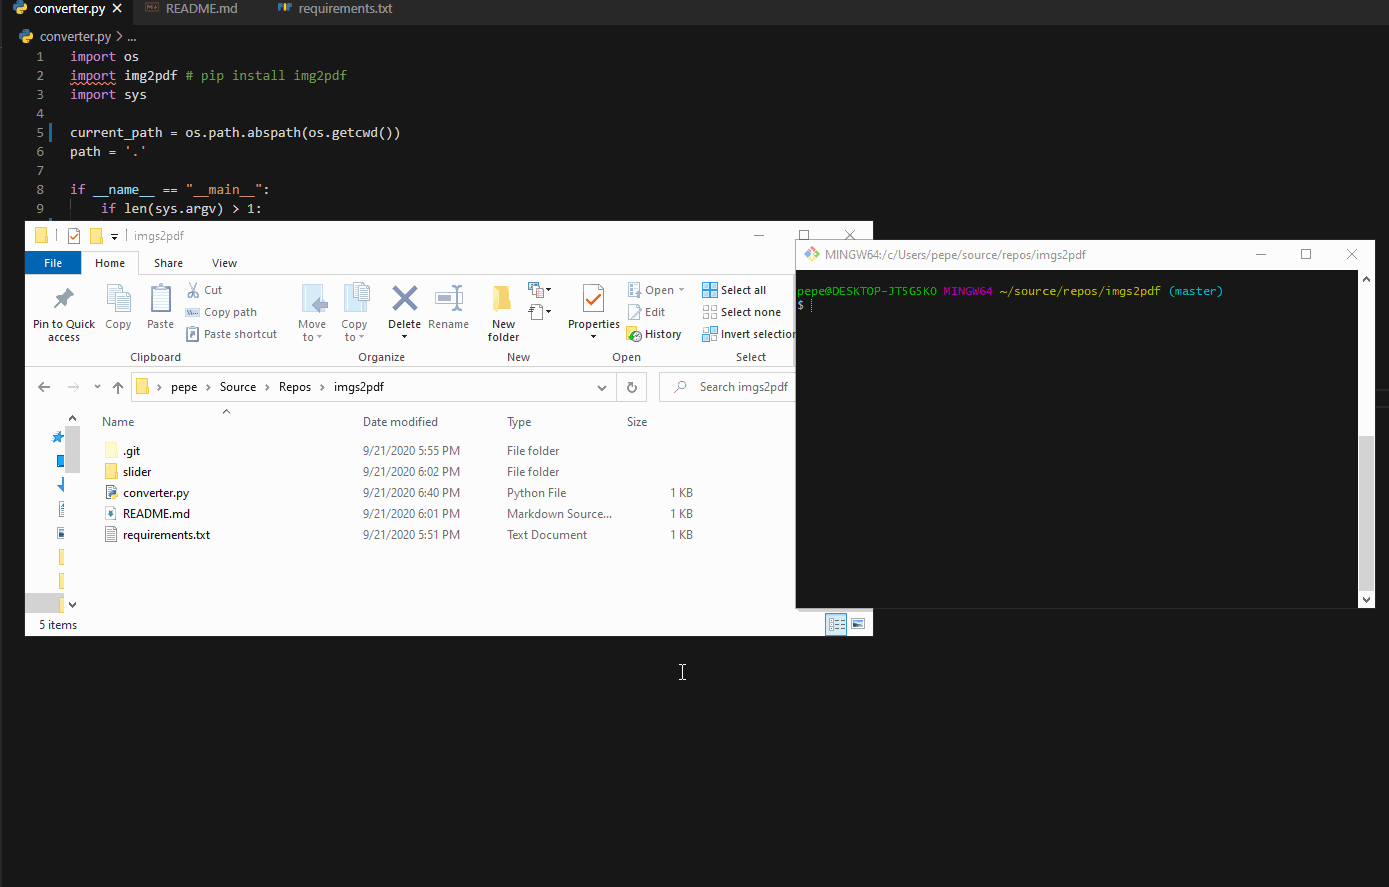 converter.py README.md requirements.txt
converter.py > ...
1 import os
2 import img2pdf # pip install img2pdf
3 import sys
4
5 current_path = os.path.abspath(os.getcwd())
6 path = '.'
7
8 if __name__ == "__main__":
9 if len(sys.argv) > 1:
imgs2pdf
File Home Share View
Pin to Quick access
Copy
Paste
Cut
Copy path
Paste shortcut
Clipboard
Move to
Copy to
Delete
Rename
Organize
New folder
New
Properties
Open
Edit
History
Open
Select all
Select none
Invert selection
Select
pepe > Source > Repos > imgs2pdf
Search imgs2pdf
Name Date modified Type Size
.git 9/21/2020 5:55 PM File folder
slider 9/21/2020 6:02 PM File folder
converter.py 9/21/2020 6:40 PM Python File 1 KB
README.md 9/21/2020 6:01 PM Markdown Source... 1 KB
requirements.txt 9/21/2020 5:51 PM Text Document 1 KB
5 items
MINGW64:/c/Users/pepe/source/repos/imgs2pdf
pepe@DESKTOP-JT5G5KO MINGW64 ~/source/repos/imgs2pdf (master)
$